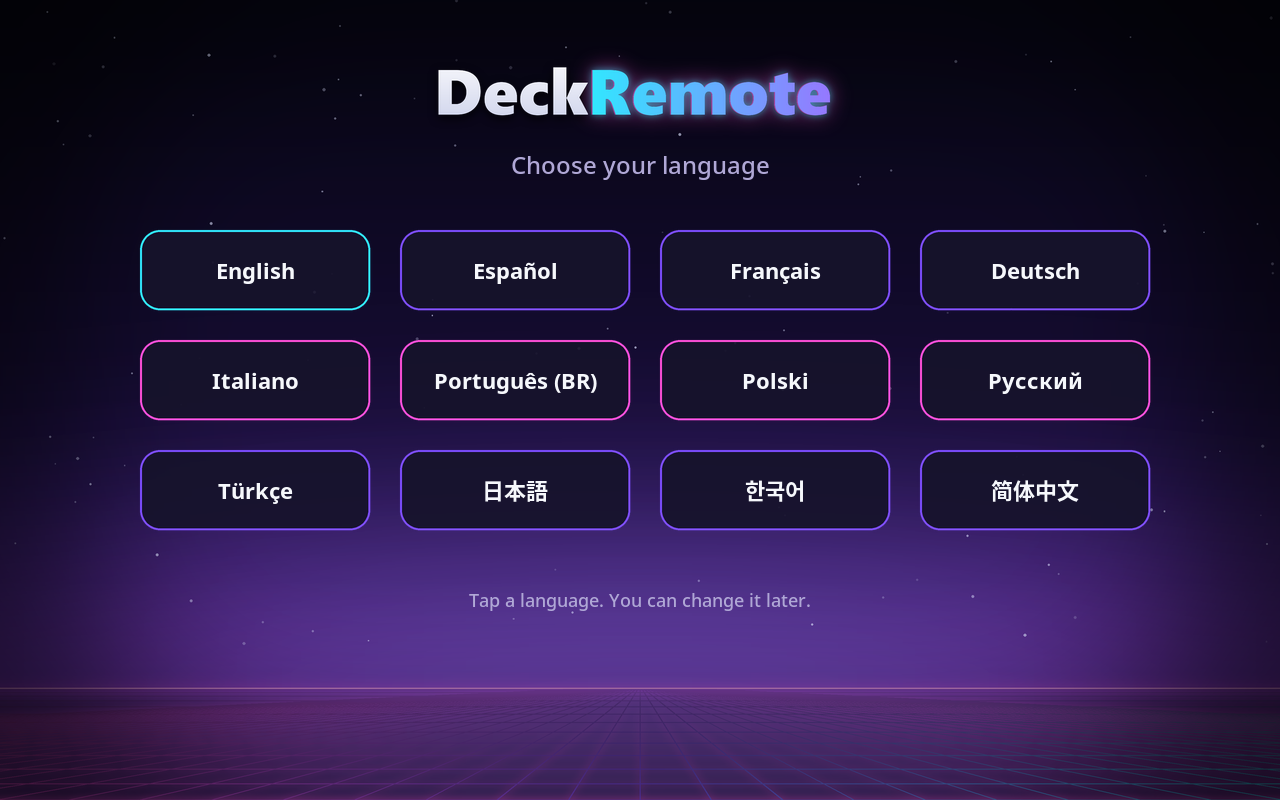 DeckRemote
Choose your language
English
Español
Français
Deutsch
Italiano
Português (BR)
Polski
Русский
Türkçe
日本語
한국어
简体中文
Tap a language. You can change it later.